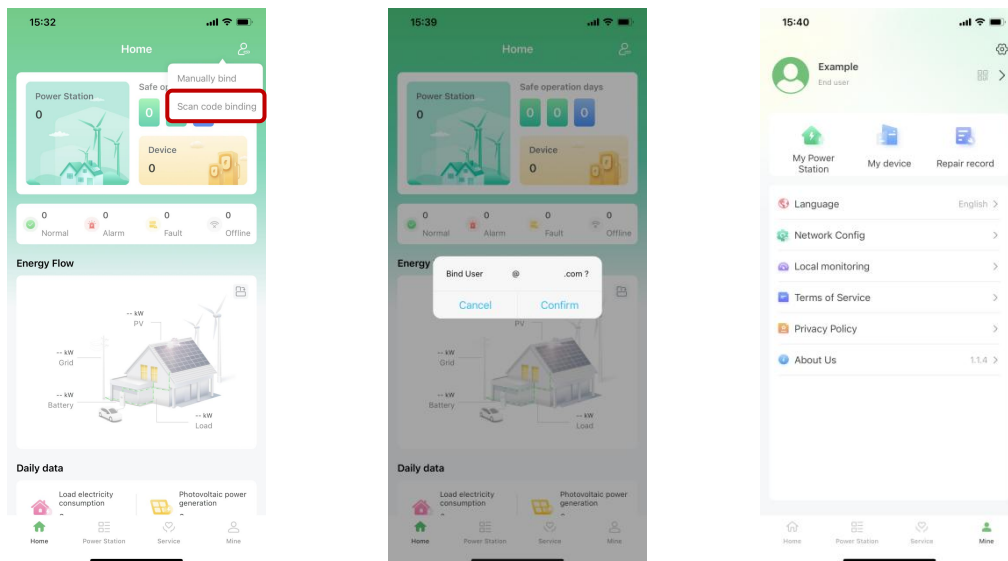 15:32
Home
Manually bind
Scan code binding
Power Station
0
Safe op
0
Device
0
0
Normal
0
Alarm
0
Fault
0
Offline
Energy Flow
-- kW
PV
-- kW
Grid
-- kW
Battery
-- kW
Load
Daily data
Load electricity
consumption
Photovoltaic power
generation
Home
Power Station
Service
Mine
15:39
Home
Power Station
0
Safe operation days
0 0 0
Device
0
0
Normal
0
Alarm
0
Fault
0
Offline
Energy
Bind User @ .com ?
Cancel
Confirm
PV
-- kW
Grid
-- kW
Battery
-- kW
Load
Daily data
Load electricity
consumption
Photovoltaic power
generation
Home
Power Station
Service
Mine
15:40
Example
End user
My Power
Station
My device
Repair record
Language English
Network Config
Local monitoring
Terms of Service
Privacy Policy
About Us 1.1.4
Home
Power Station
Service
Mine